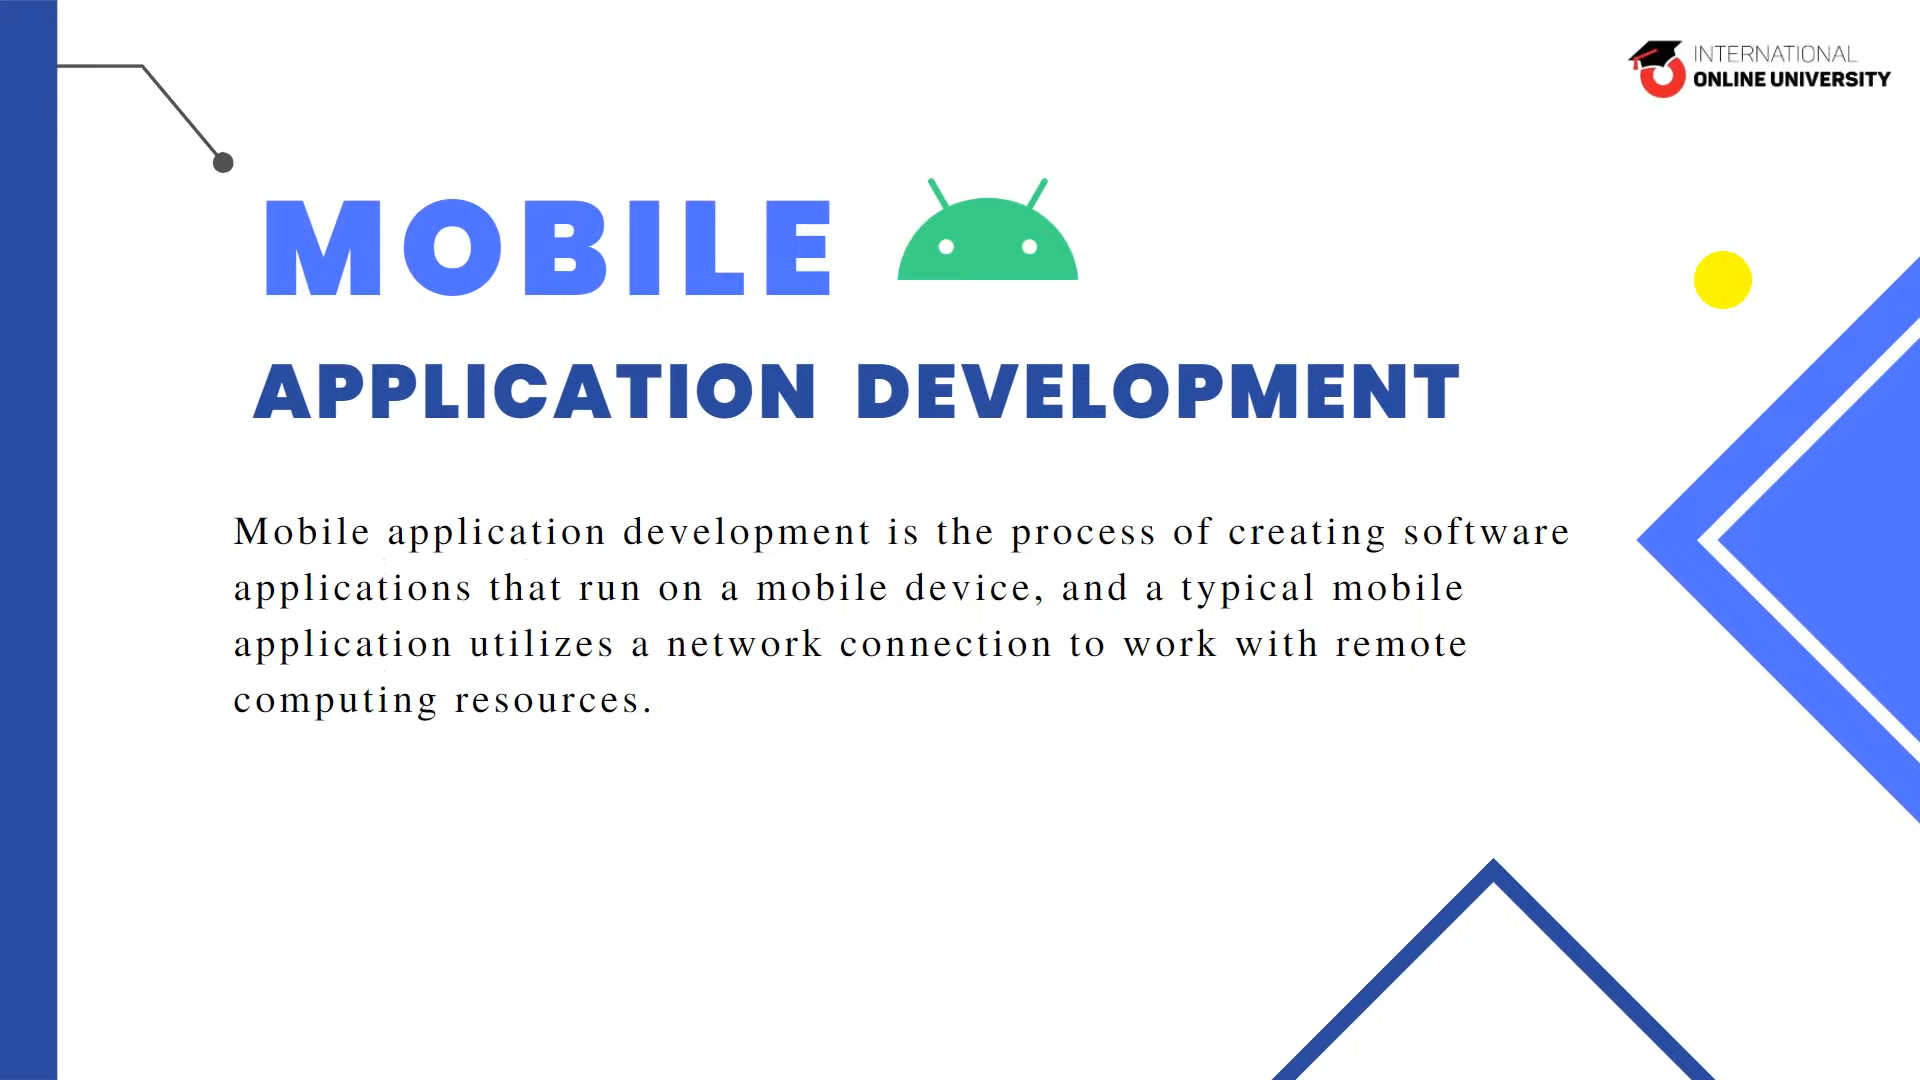 INTERNATIONAL
ONLINE UNIVERSITY
MOBILE
APPLICATION DEVELOPMENT
Mobile application development is the process of creating software
applications that run on a mobile device, and a typical mobile
application utilizes a network connection to work with remote
computing resources.